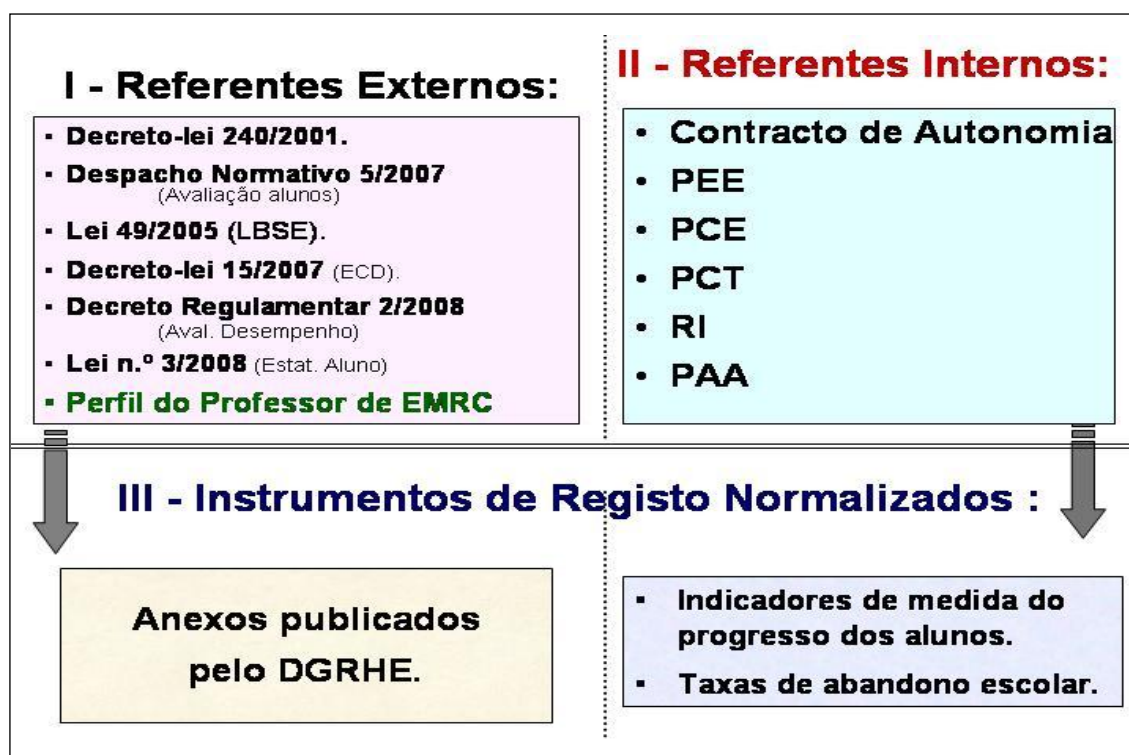 I - Referentes Externos:
▪ Decreto-lei 240/2001.
▪ Despacho Normativo 5/2007
(Avaliação alunos)
▪ Lei 49/2005 (LBSE).
▪ Decreto-lei 15/2007 (ECD).
▪ Decreto Regulamentar 2/2008
(Aval. Desempenho)
▪ Lei n.º 3/2008 (Estat. Aluno)
▪ Perfil do Professor de EMRC
II - Referentes Internos:
• Contracto de Autonomia
• PEE
• PCE
• PCT
• RI
• PAA
III - Instrumentos de Registo Normalizados :
Anexos publicados
pelo DGRHE.
▪ Indicadores de medida do
progresso dos alunos.
▪ Taxas de abandono escolar.